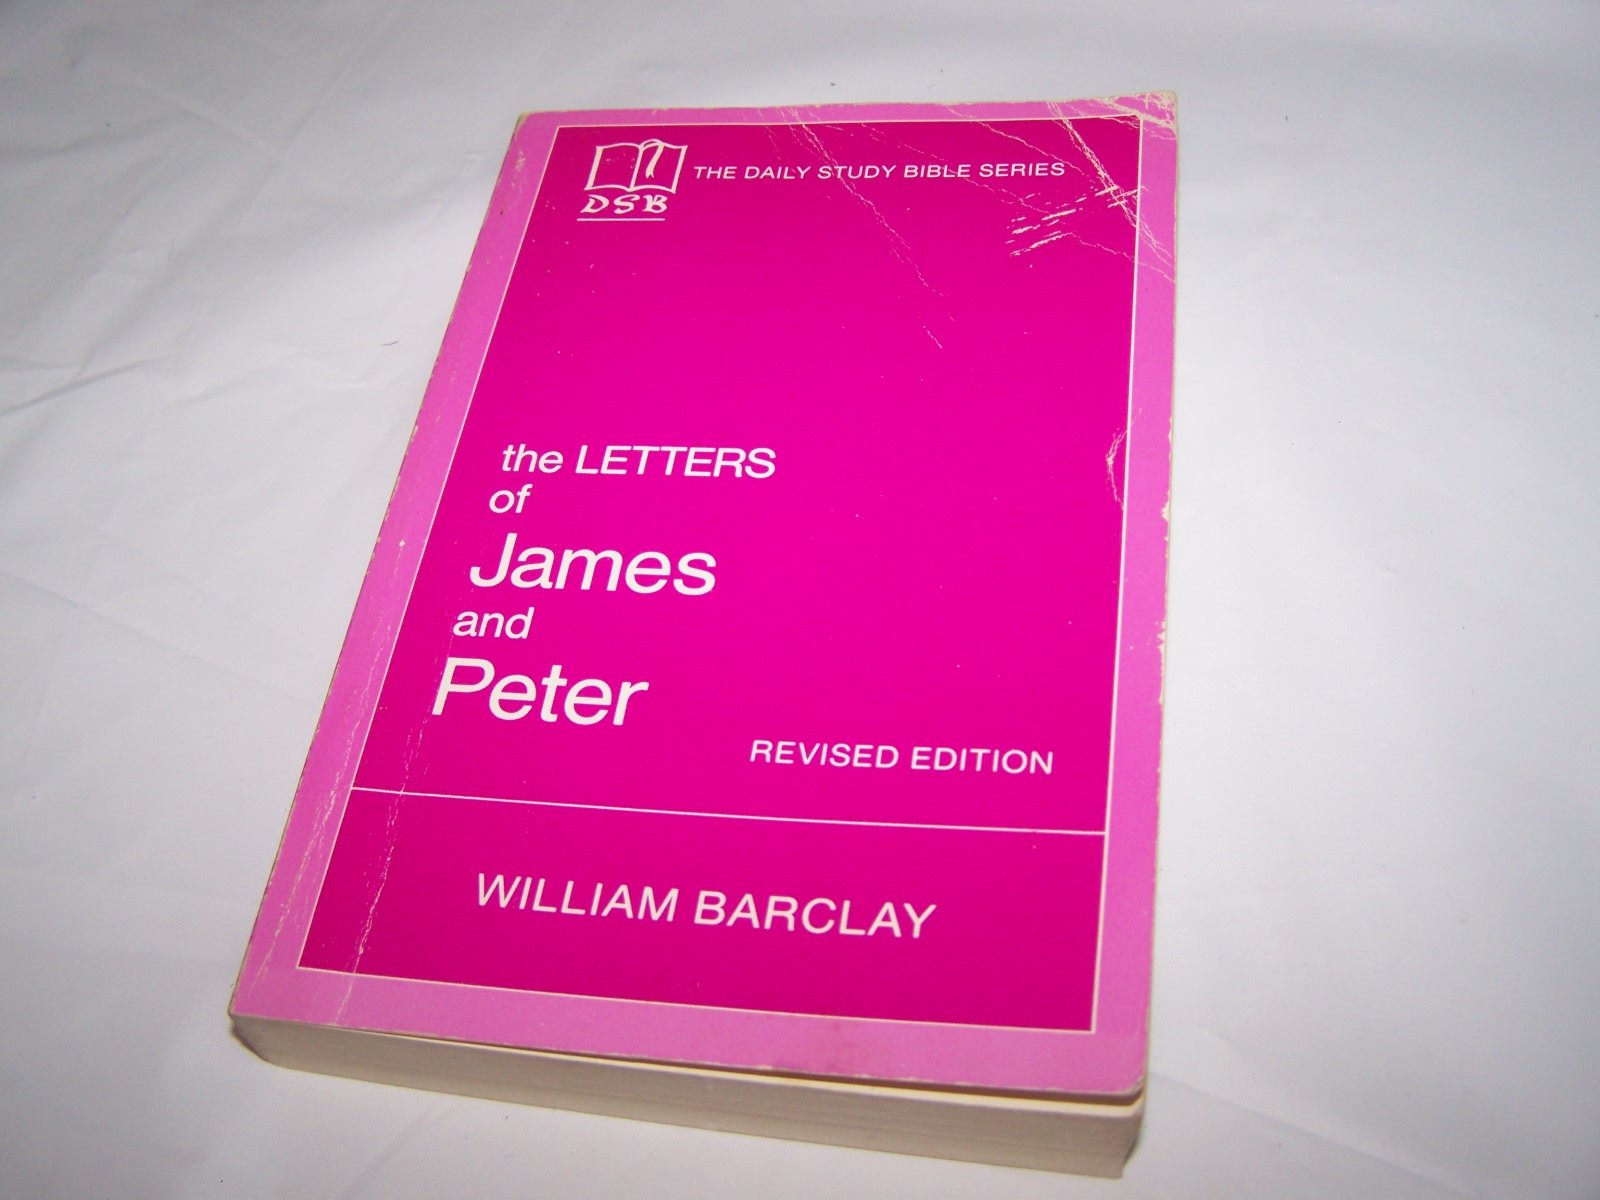 THE DAILY STUDY BIBLE SERIES
DSB
the LETTERS
of
James
and
Peter
REVISED EDITION
WILLIAM BARCLAY